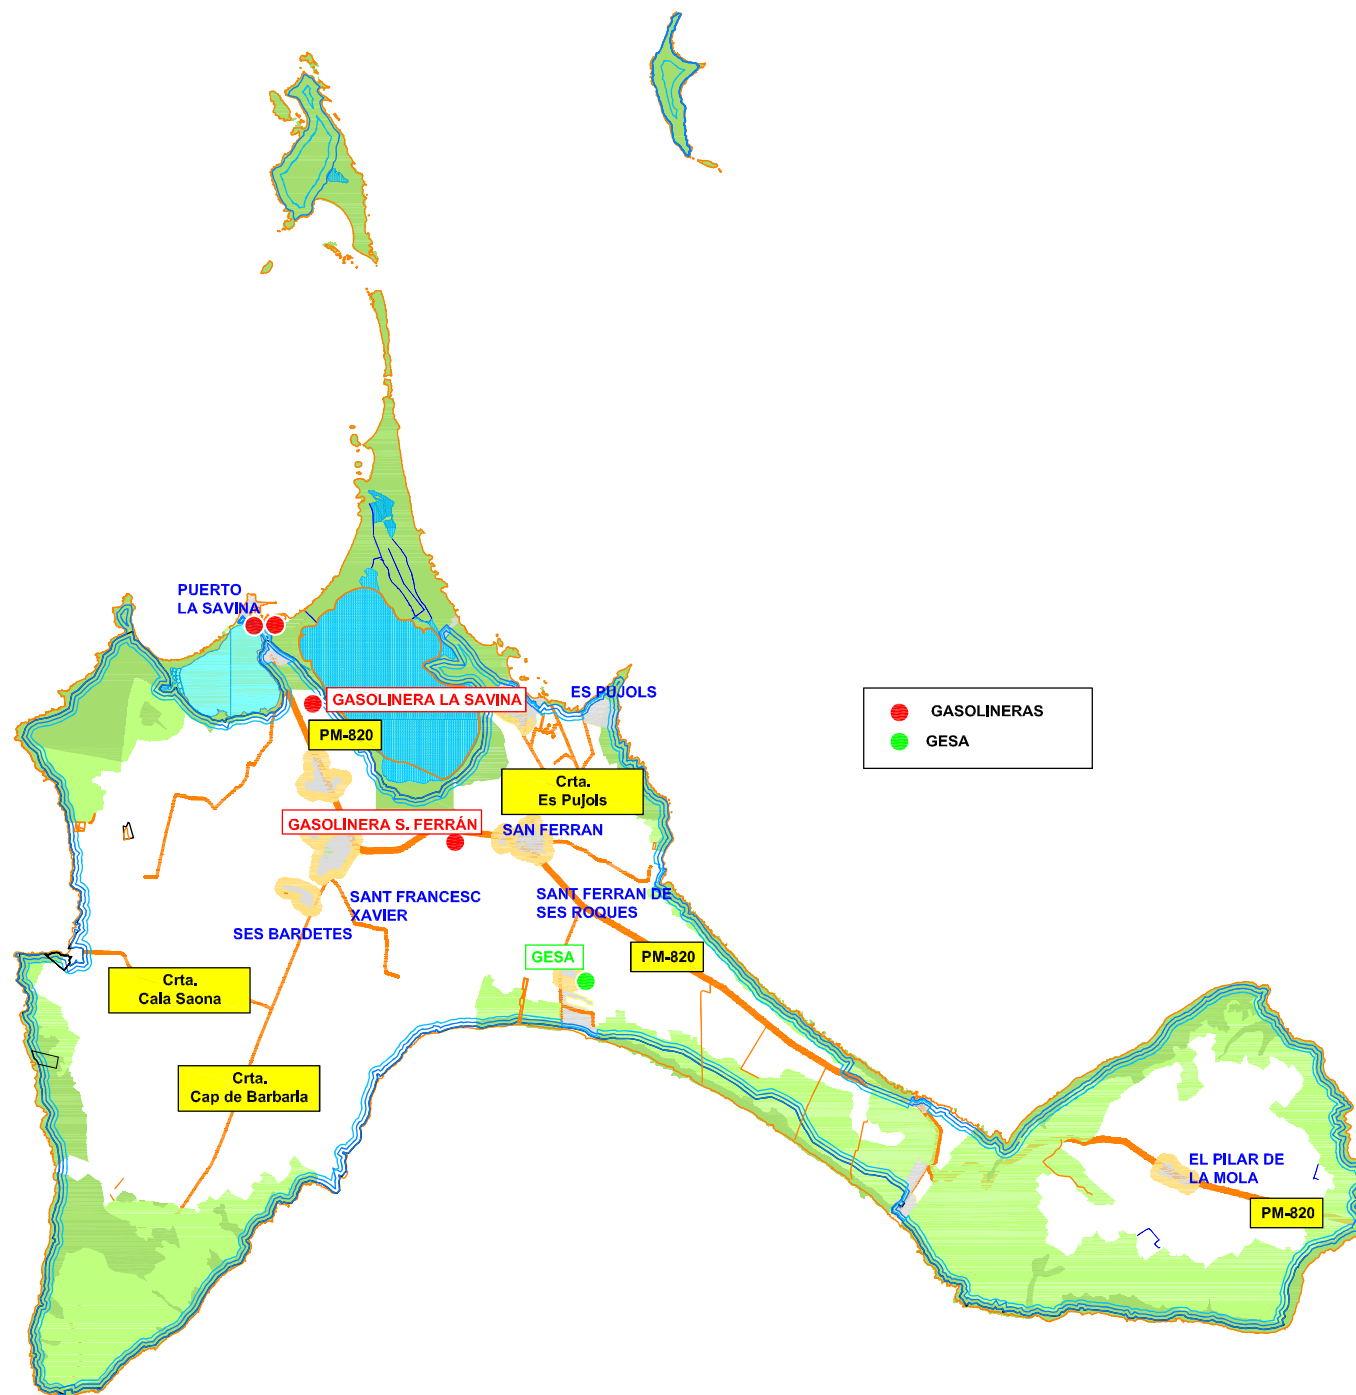 PUERTO
LA SAVINA
ES PUJOLS
GASOLINERA LA SAVINA
PM-820
GASOLINERAS
GESA
Crta.
Es Pujols
GASOLINERA S. FERRÁN
SAN FERRAN
SANT FRANCESC
XAVIER
SANT FERRAN DE
SES ROQUES
SES BARDETES
GESA
PM-820
Crta.
Cala Saona
Crta.
Cap de Barbaria
EL PILAR DE
LA MOLA
PM-820